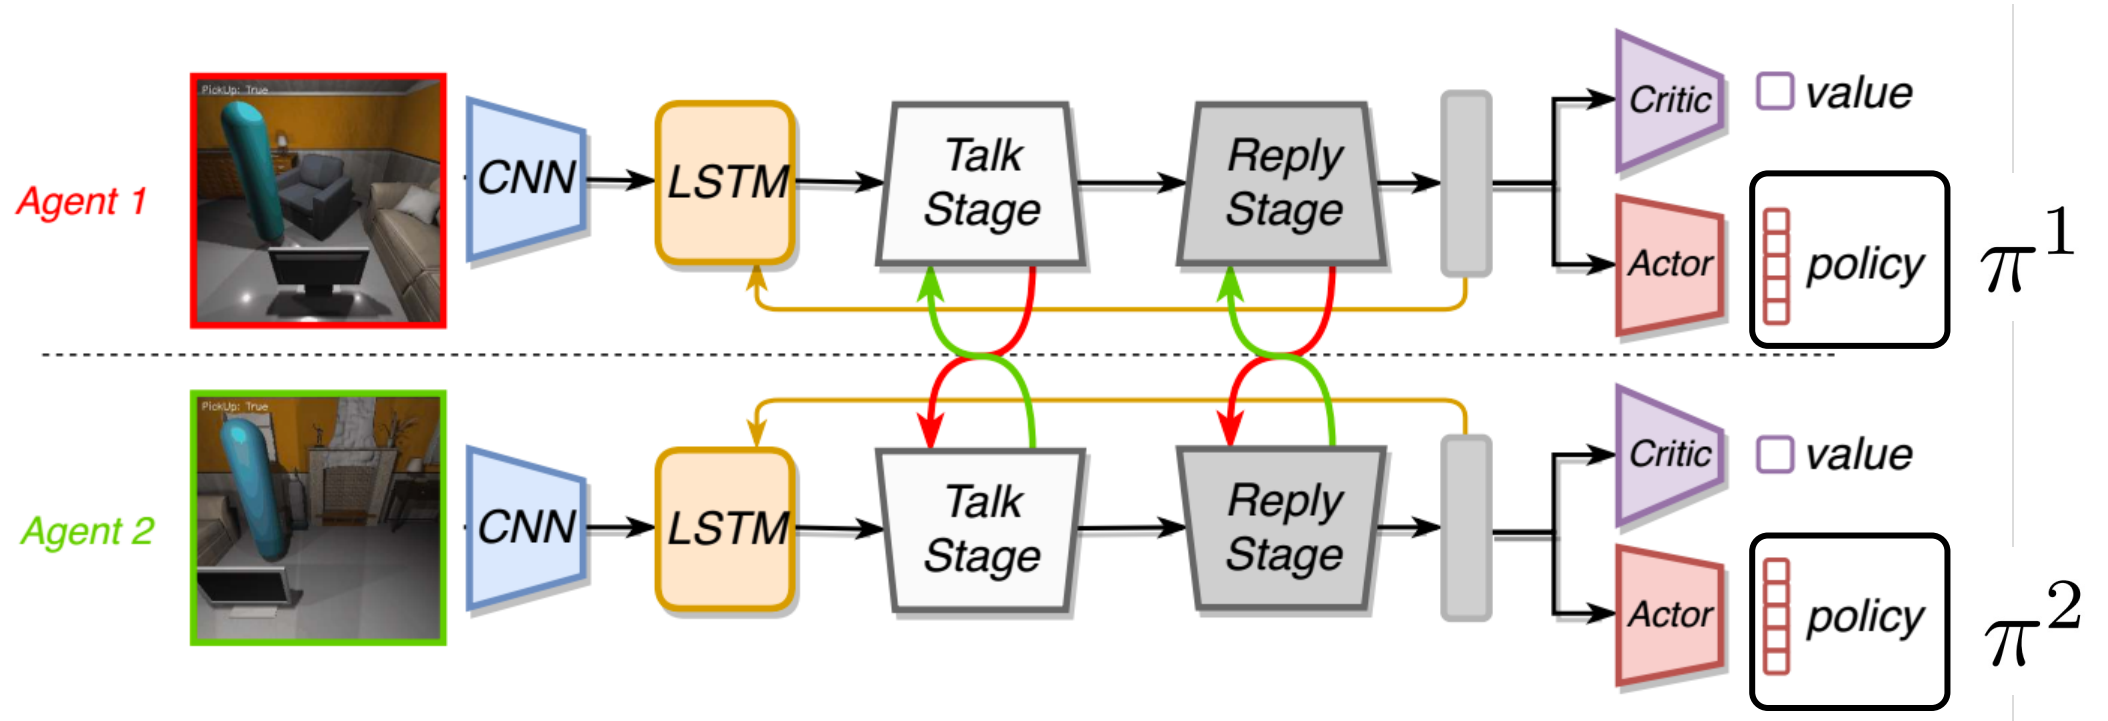 PickUp: True
Agent 1
CNN
LSTM
Talk
Stage
Reply
Stage
Critic
value
Actor
policy
π¹
PickUp: True
Agent 2
CNN
LSTM
Talk
Stage
Reply
Stage
Critic
value
Actor
policy
π²